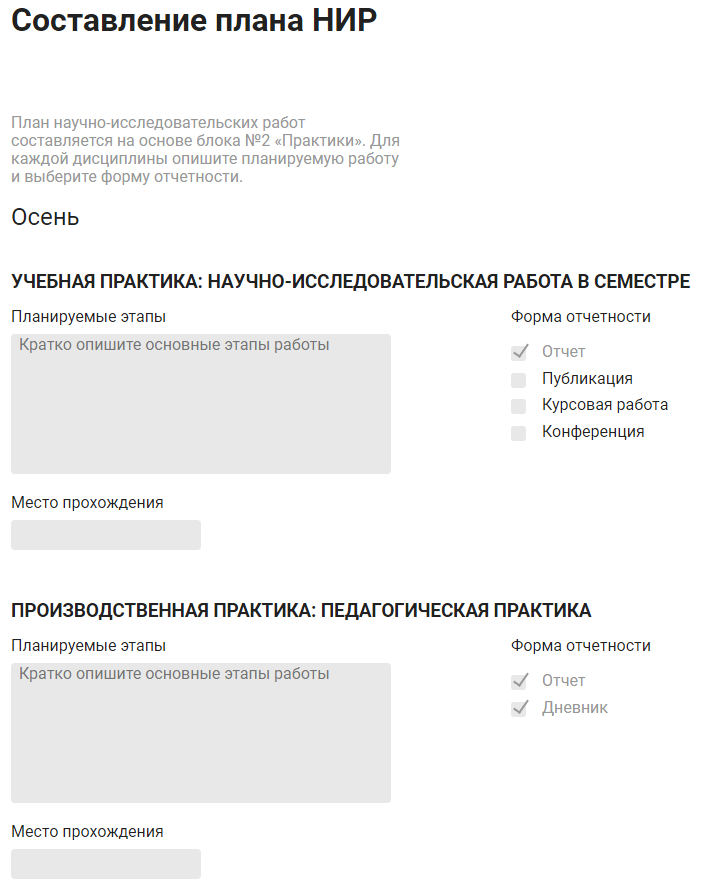 Составление плана НИР
План научно-исследовательских работ
составляется на основе блока №2 «Практики». Для
каждой дисциплины опишите планируемую работу
и выберите форму отчетности.
Осень
УЧЕБНАЯ ПРАКТИКА: НАУЧНО-ИССЛЕДОВАТЕЛЬСКАЯ РАБОТА В СЕМЕСТРЕ
Планируемые этапы
Кратко опишите основные этапы работы
Форма отчетности
Отчет
Публикация
Курсовая работа
Конференция
Место прохождения
ПРОИЗВОДСТВЕННАЯ ПРАКТИКА: ПЕДАГОГИЧЕСКАЯ ПРАКТИКА
Планируемые этапы
Кратко опишите основные этапы работы
Форма отчетности
Отчет
Дневник
Место прохождения